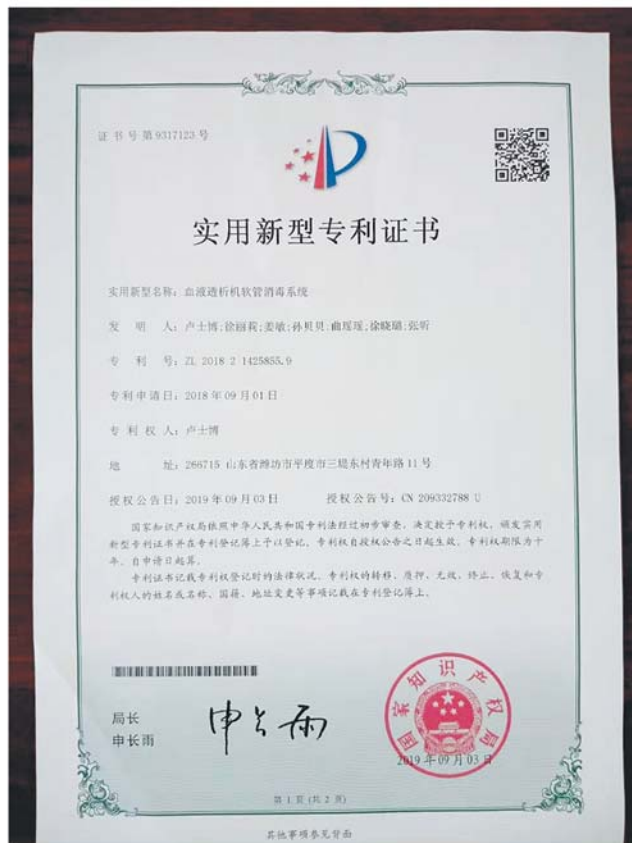 证书号第9317123号
实用新型专利证书
实用新型名称：血液透析机软管消毒系统
发 明 人：卢士博;徐丽莉;姜敏;孙贝贝;曲瑶瑶;徐晓璐;张昕
专 利 号：ZL 2018 2 1425855.9
专利申请日：2018年09月01日
专 利 权 人：卢士博
地 址：266715 山东省潍坊市平度市三堤东村青年路11号
授权公告日：2019年09月03日 授权公告号：CN 209332788 U
国家知识产权局依照中华人民共和国专利法经过初步审查，决定授予专利权，颁发实用
新型专利证书并在专利登记簿上予以登记，专利权自授权公告之日起生效，专利权期限为十
年，自申请日起算。
专利证书记载专利权登记时的法律状况。专利权的转移、质押、无效、终止、恢复和专
利权人的姓名或名称、国籍、地址变更等事项记载在专利登记簿上。
局长
申长雨
申长雨
国家知识产权局
2019年09月03日
第 1 页 (共 2 页)
其他事项参见背面